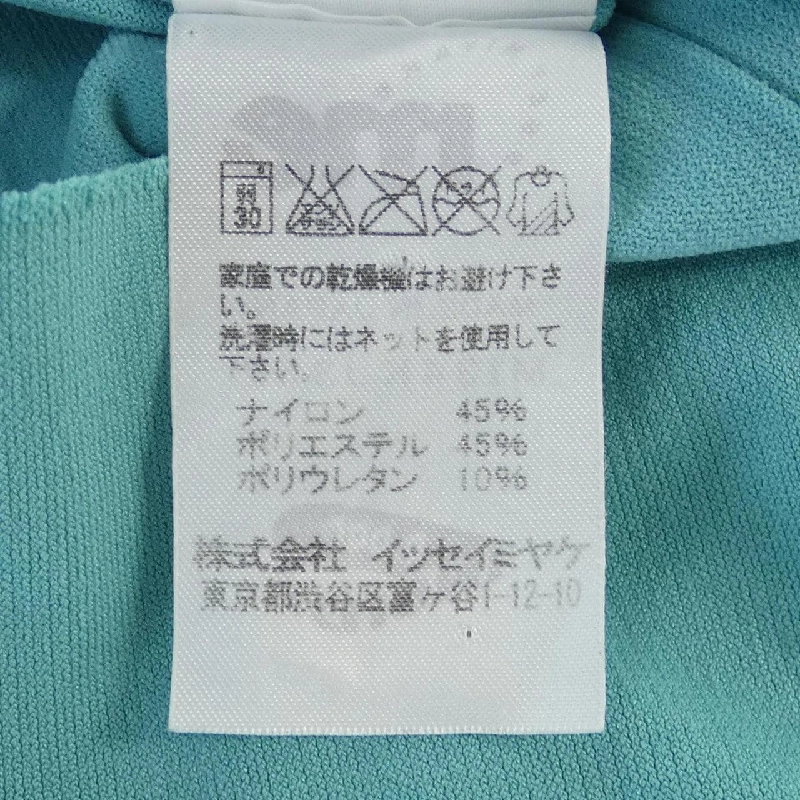 弱
30
家庭での乾燥機はお避け下さ
い。
洗濯時にはネットを使用して
下さい。
ナイロン 45%
ポリエステル 45%
ポリウレタン 10%
株式会社 イッセイミヤケ
東京都渋谷区富ヶ谷1-12-10